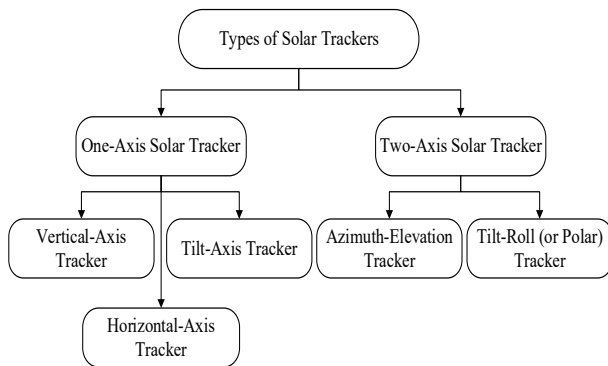 Types of Solar Trackers
One-Axis Solar Tracker
Two-Axis Solar Tracker
Vertical-Axis
Tracker
Tilt-Axis Tracker
Azimuth-Elevation
Tracker
Tilt-Roll (or Polar)
Tracker
Horizontal-Axis
Tracker